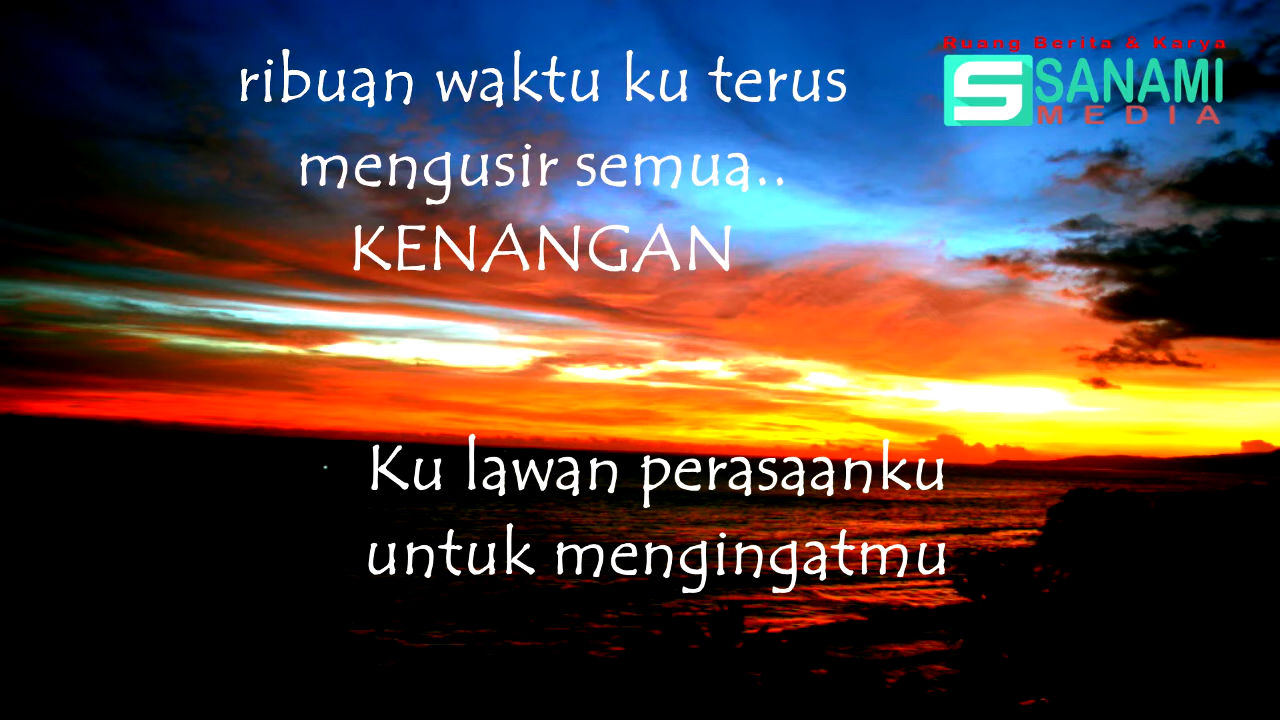 Ruang Berita & Karya
S SANAMI
MEDIA
ribuan waktu ku terus
mengusir semua..
KENANGAN
Ku lawan perasaanku
untuk mengingatmu